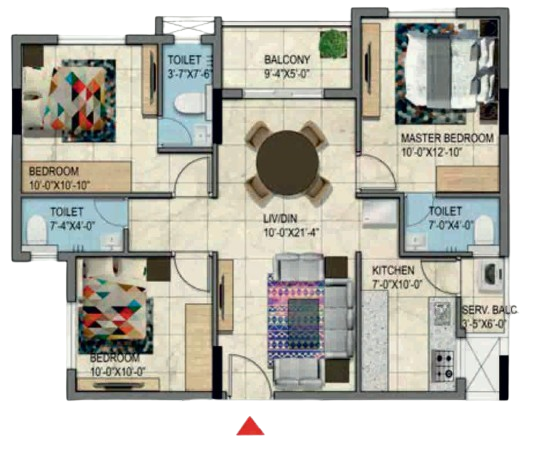 TOILET
3'-7"X7'-6"
BALCONY
9'-4"X5'-0"
MASTER BEDROOM
10'-0"X12'-10"
BEDROOM
10'-0"X10'-10"
TOILET
7'-4"X4'-0"
LIV/DIN
10'-0"X21'-4"
TOILET
7'-0"X4'-0"
KITCHEN
7'-0"X10'-0"
SERV. BALC
3'-5"X6'-0"
BEDROOM
10'-0"X10'-0"